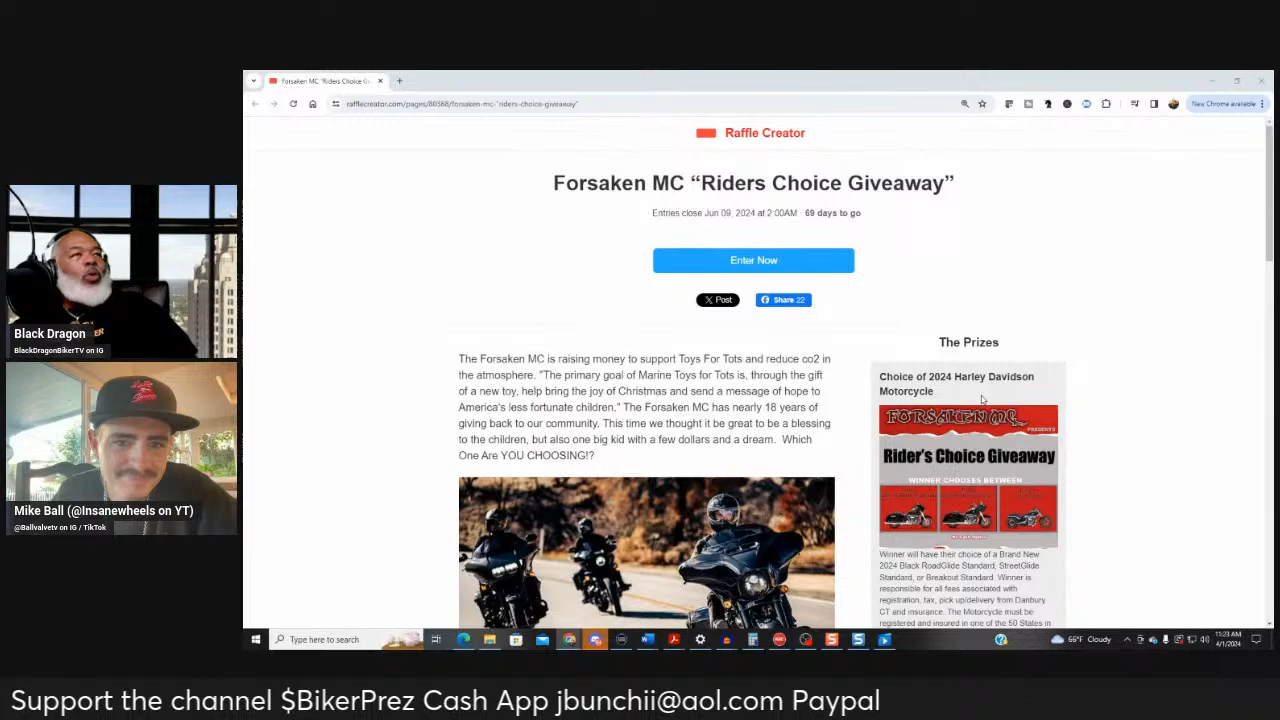 Forsaken MC "Riders Choice Gi
rafflecreator.com/pages/80368/forsaken-mc-"riders-choice-giveaway"
New Chrome available
Raffle Creator
Forsaken MC “Riders Choice Giveaway”
· Entries close Jun 09, 2024 at 2:00AM · 69 days to go
Enter Now
X Post
Share 22
The Forsaken MC is raising money to support Toys For Tots and reduce co2 in
the atmosphere. "The primary goal of Marine Toys for Tots is, through the gift
of a new toy, help bring the joy of Christmas and send a message of hope to
America's less fortunate children." The Forsaken MC has nearly 18 years of
giving back to our community. This time we thought it be great to be a blessing
to the children, but also one big kid with a few dollars and a dream. Which
One Are YOU CHOOSING!?
The Prizes
Choice of 2024 Harley Davidson
Motorcycle
FORSAKEN MC
PRESENTS
Rider's Choice Giveaway
WINNER CHOOSES BETWEEN
Winner will have their choice of a Brand New
2024 Black RoadGlide Standard, StreetGlide
Standard, or Breakout Standard. Winner is
responsible for all fees associated with
registration, tax, pick up/delivery from Danbury
CT and insurance. The Motorcycle must be
registered and insured in one of the 50 States in
Black Dragon
BlackDragonBikerTV on IG
Mike Ball (@Insanewheels on YT)
@Ballvalvetv on IG / TikTok
Type here to search
66°F Cloudy
11:23 AM
4/1/2024
Support the channel $BikerPrez Cash App jbunchii@aol.com Paypal